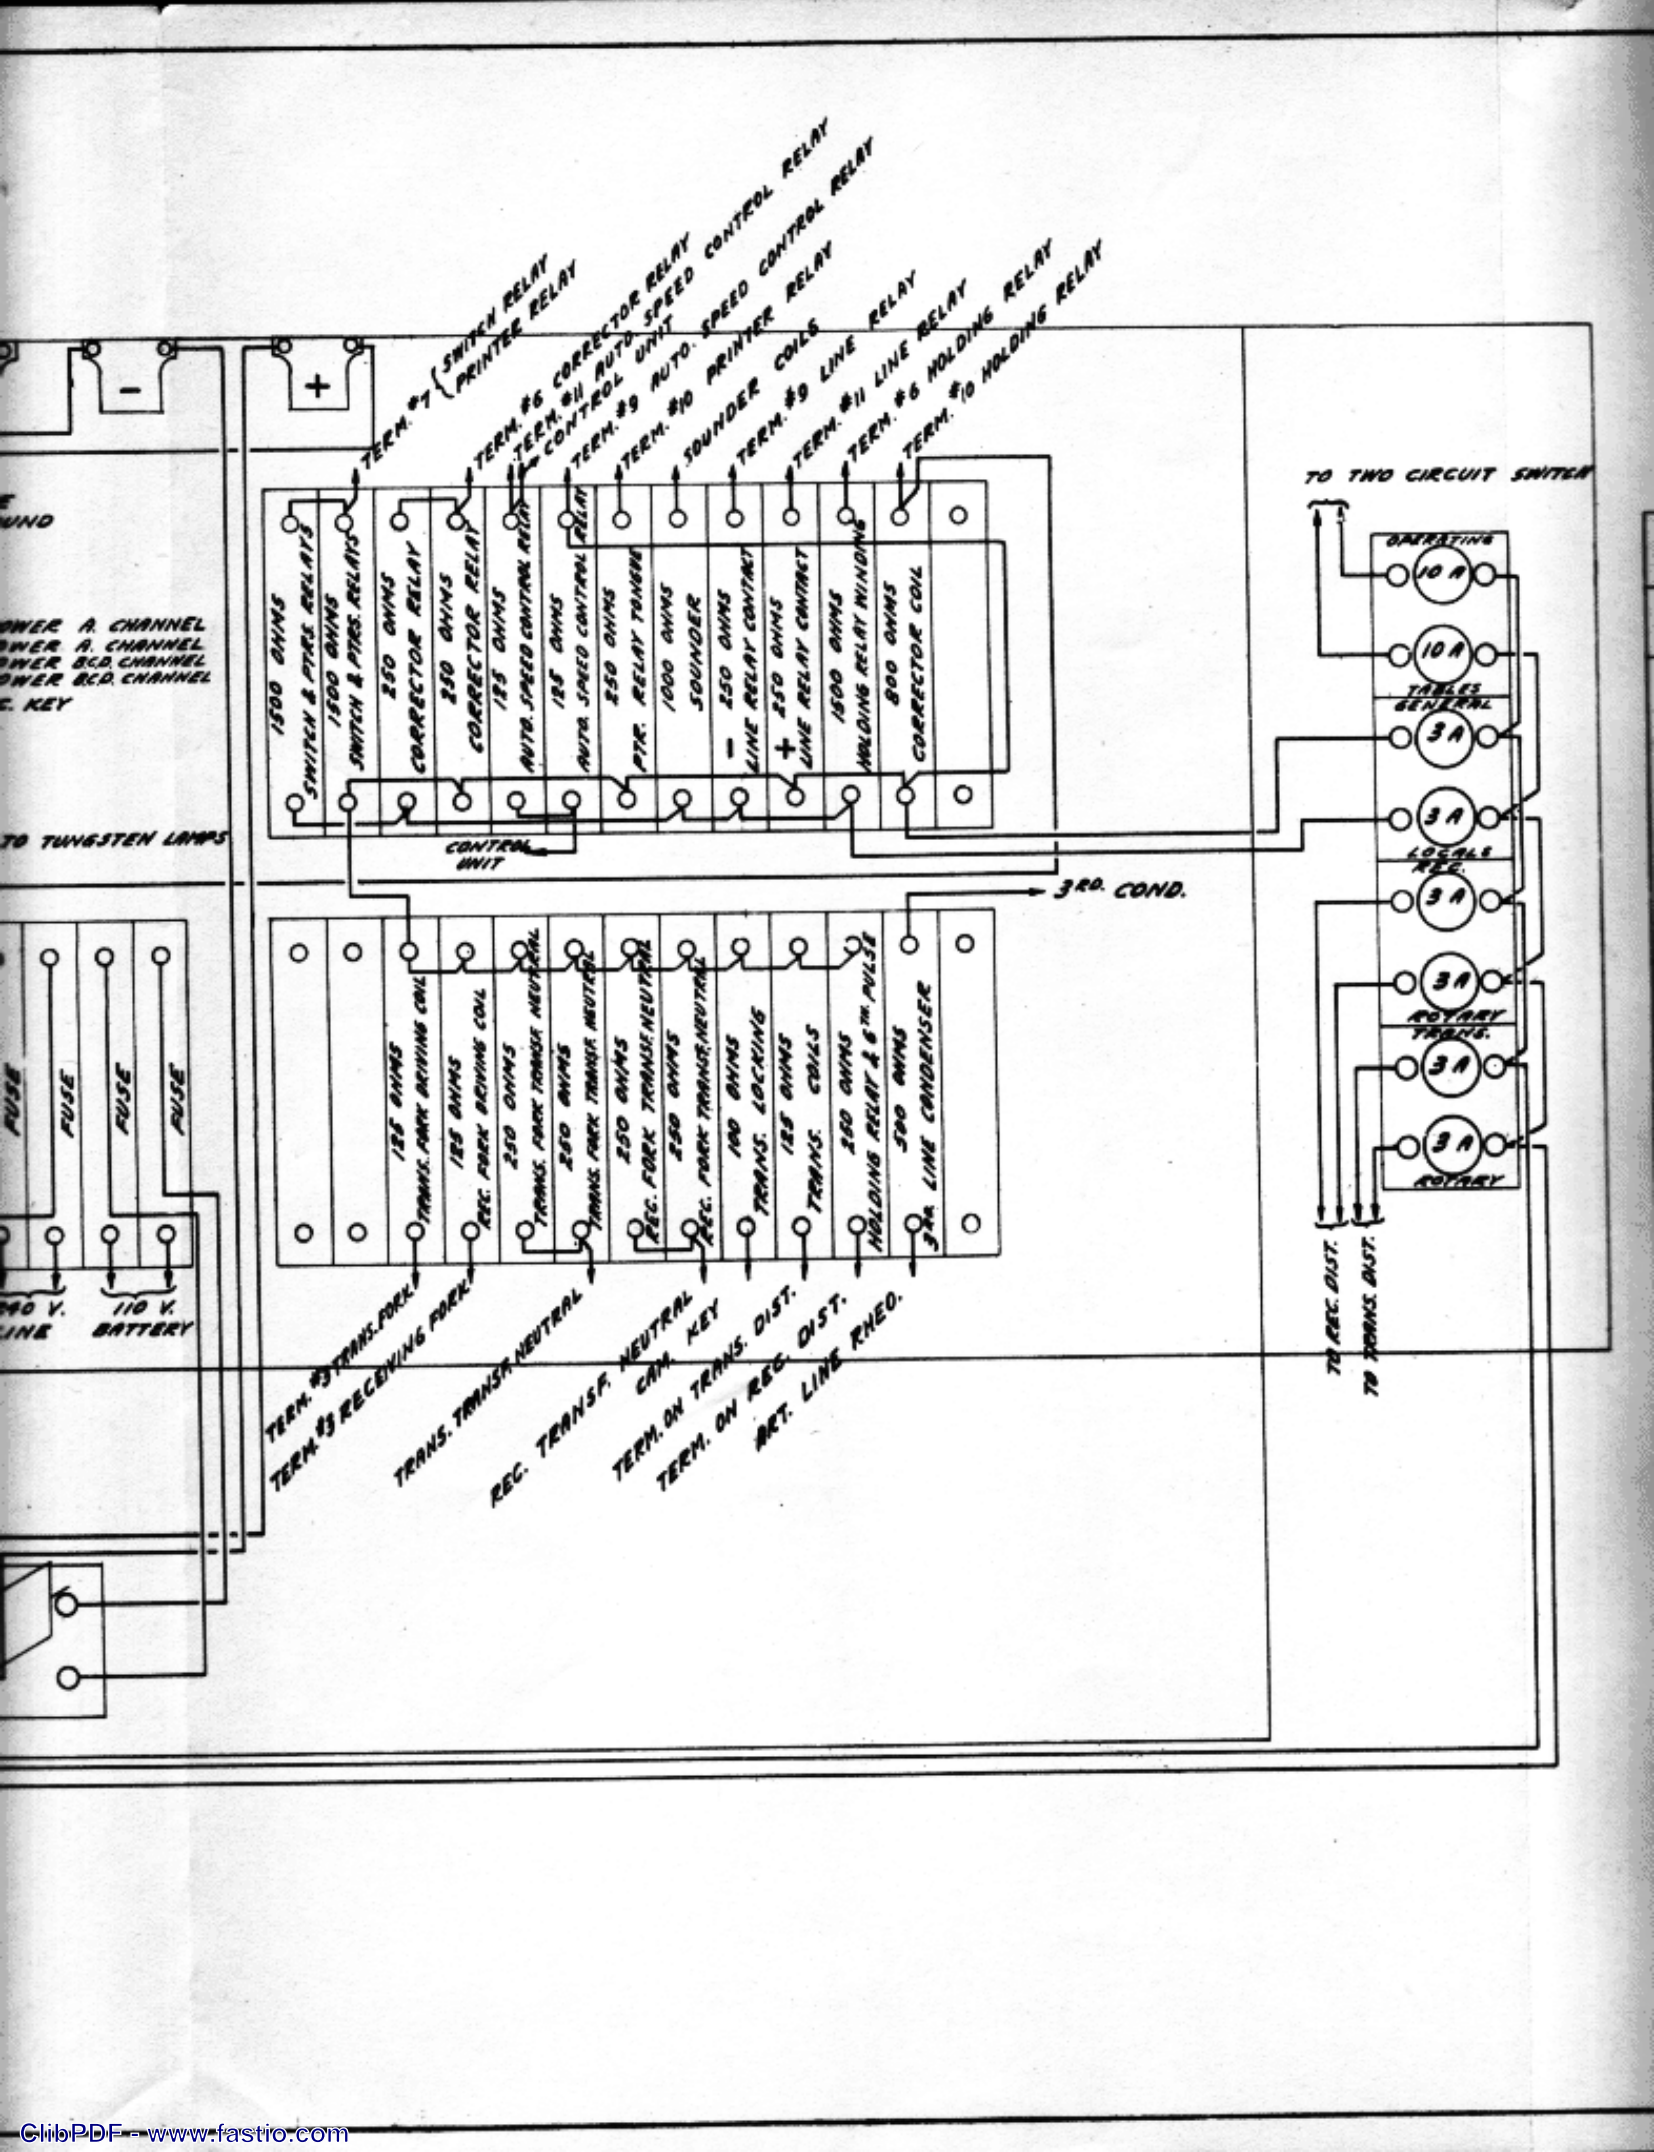 SWITCH RELAY
TERM. #7 { PRINTER RELAY
TERM. #6 CORRECTOR RELAY
TERM. #11 AUTO. SPEED CONTROL RELAY
CONTROL UNIT
TERM. #9 AUTO. SPEED CONTROL RELAY
TERM. #10 PRINTER RELAY
SOUNDER COILS
TERM. #9 LINE RELAY
TERM. #11 LINE RELAY
TERM. #6 HOLDING RELAY
TERM. #10 HOLDING RELAY
-
+
UND
OWER A. CHANNEL
OWER A. CHANNEL
OWER B.C.D. CHANNEL
OWER B.C.D. CHANNEL
C. KEY
TO TUNGSTEN LAMPS
1500 OHMS
SWITCH & PTRS. RELAYS
1500 OHMS
SWITCH & PTRS. RELAYS
250 OHMS
CORRECTOR RELAY
250 OHMS
CORRECTOR RELAY
125 OHMS
AUTO. SPEED CONTROL RELAY
125 OHMS
AUTO. SPEED CONTROL RELAY
250 OHMS
PTR. RELAY TONGUE
1000 OHMS
SOUNDER
- 250 OHMS
LINE RELAY CONTACT
+ 250 OHMS
LINE RELAY CONTACT
1500 OHMS
HOLDING RELAY WINDING
800 OHMS
CORRECTOR COIL
CONTROL
UNIT
3RD. COND.
FUSE
FUSE
FUSE
FUSE
240 V.
LINE
110 V.
BATTERY
125 OHMS
TRANS. FORK DRIVING COIL
125 OHMS
REC. FORK DRIVING COIL
250 OHMS
TRANS. FORK TRANSF. NEUTRAL
250 OHMS
TRANS. FORK TRANSF. NEUTRAL
250 OHMS
REC. FORK TRANSF. NEUTRAL
250 OHMS
REC. FORK TRANSF. NEUTRAL
100 OHMS
TRANS. LOCKING
125 OHMS
TRANS. COILS
250 OHMS
HOLDING RELAY & 6TH. PULSE
500 OHMS
3RD. LINE CONDENSER
TERM. #3 TRANS. FORK.
TERM. #3 RECEIVING FORK.
TRANS. TRANSF. NEUTRAL
REC. TRANSF. NEUTRAL
CAM. KEY
TERM. ON TRANS. DIST.
TERM. ON REC. DIST.
ART. LINE RHEO.
TO TWO CIRCUIT SWITCH
OPERATING
10 A
10 A
TABLES
GENERAL
3 A
3 A
LOCALS
REC.
3 A
3 A
ROTARY
TRANS.
3 A
3 A
ROTARY
TO REC. DIST.
TO TRANS. DIST.
ClibPDF - www.fastio.com